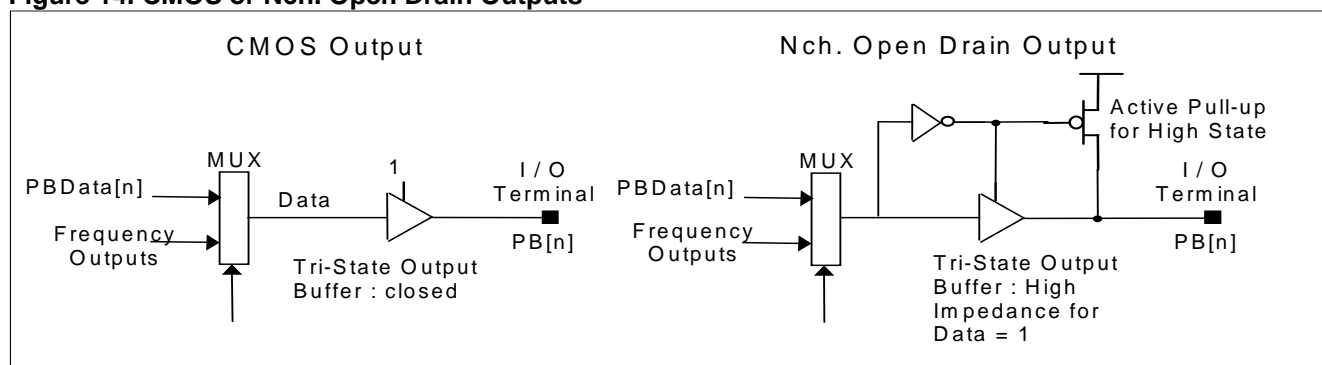 Figure 14. CMOS or Nch. Open Drain Outputs
CMOS Output
MUX
PBData[n]
Frequency
Outputs
Data
1
I / O
Terminal
PB[n]
Tri-State Output
Buffer : closed
Nch. Open Drain Output
Active Pull-up
for High State
MUX
PBData[n]
Frequency
Outputs
I / O
Terminal
PB[n]
Tri-State Output
Buffer : High
Impedance for
Data = 1